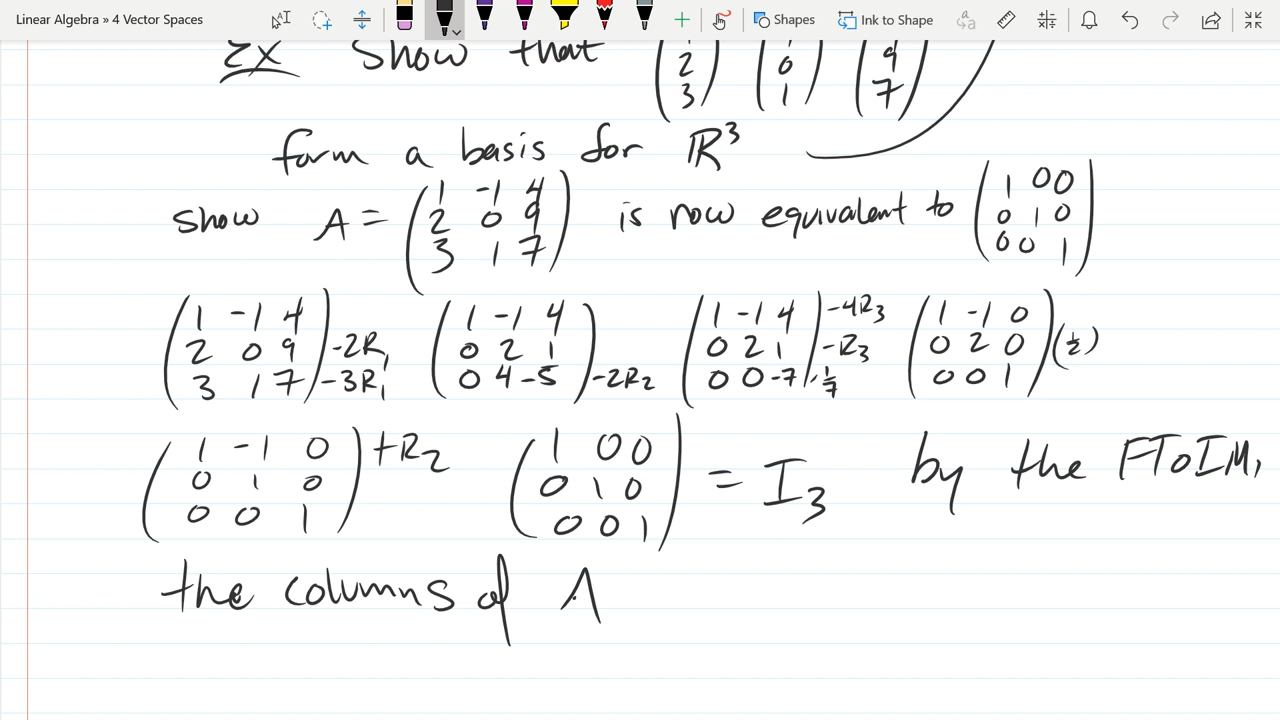 Linear Algebra » 4 Vector Spaces
Shapes
Ink to Shape
Ex show that (2 3) (0 1) (9 7)
form a basis for ℝ³
show A = (1 -1 4; 2 0 9; 3 1 7) is row equivalent to (1 0 0; 0 1 0; 0 0 1)
(1 -1 4; 2 0 9; 3 1 7) -2R₁ -3R₁ (1 -1 4; 0 2 1; 0 4 -5) -2R₂ (1 -1 4; 0 2 1; 0 0 -7) -4R₃ -R₃ ·1/7 (1 -1 0; 0 2 0; 0 0 1) (½)
(1 -1 0; 0 1 0; 0 0 1) +R₂ (1 0 0; 0 1 0; 0 0 1) = I₃ by the FToIM,
the columns of A